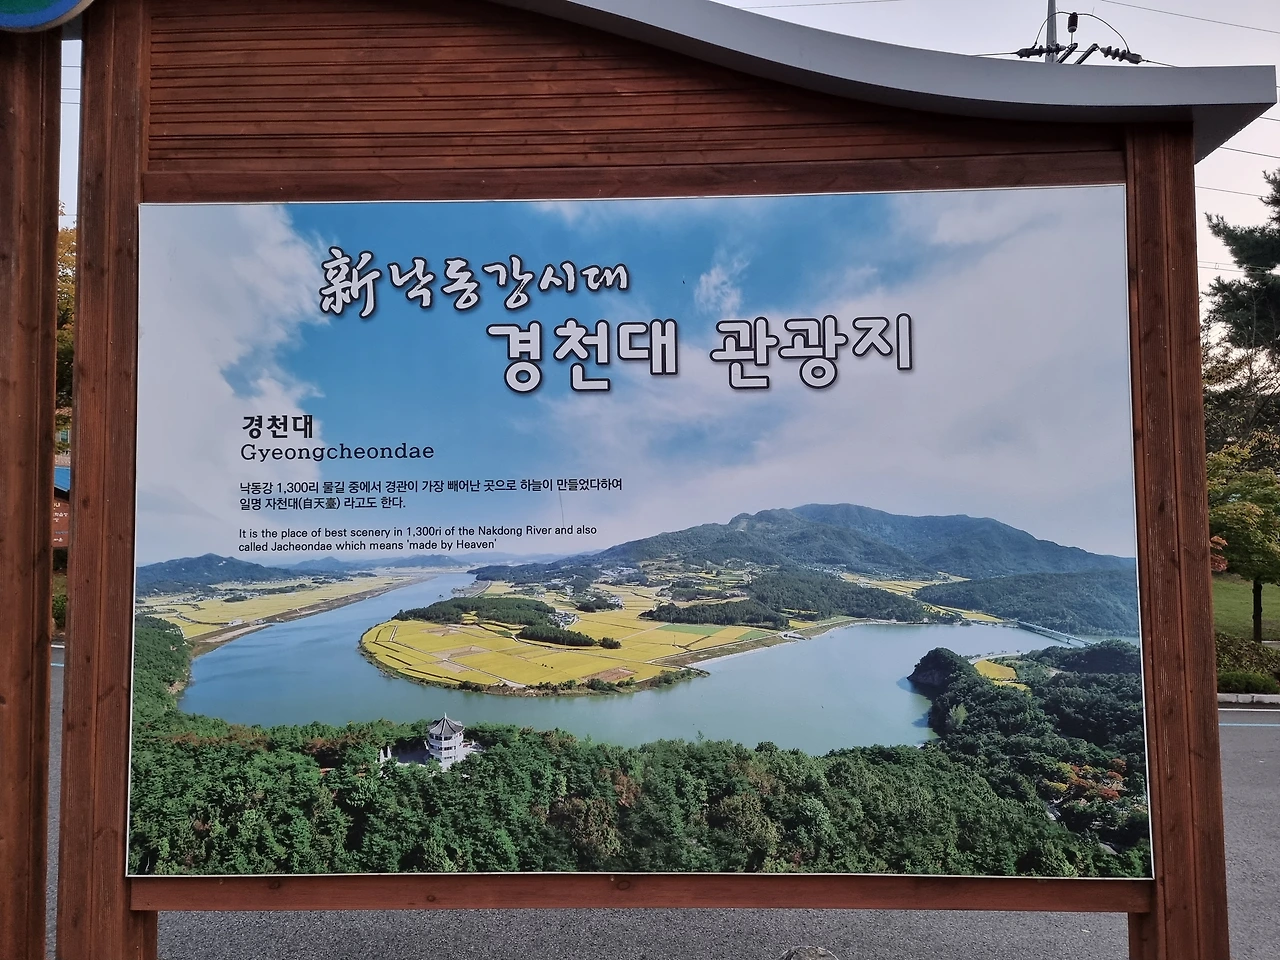 新낙동강시대
경천대 관광지
경천대
Gyeongcheondae
낙동강 1,300리 물길 중에서 경관이 가장 빼어난 곳으로 하늘이 만들었다하여
일명 자천대(自天臺) 라고도 한다.
It is the place of best scenery in 1,300ri of the Nakdong River and also
called Jacheondae which means 'made by Heaven'